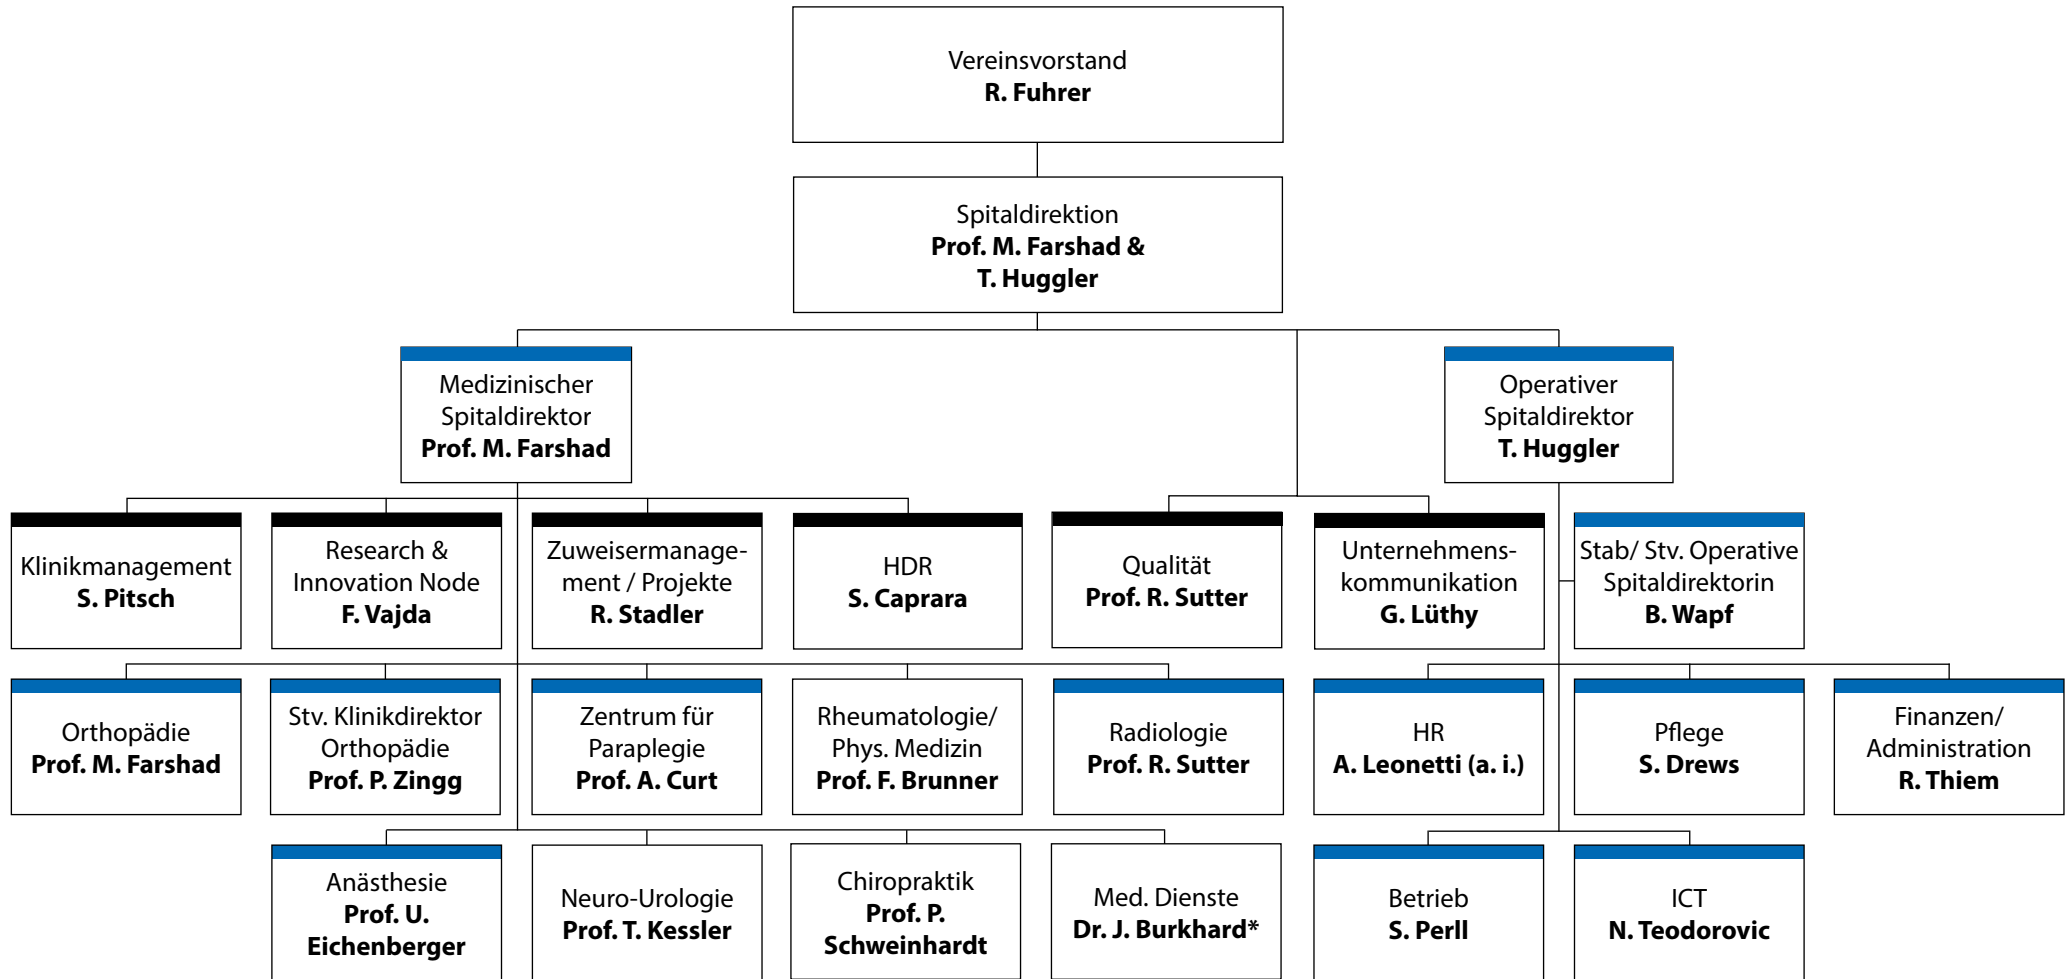 Vereinsvorstand
R. Fuhrer
Spitaldirektion
Prof. M. Farshad &
T. Huggler
Medizinischer
Spitaldirektor
Prof. M. Farshad
Operativer
Spitaldirektor
T. Huggler
Klinikmanagement
S. Pitsch
Research &
Innovation Node
F. Vajda
Zuweisermanage-
ment / Projekte
R. Stadler
HDR
S. Caprara
Qualität
Prof. R. Sutter
Unternehmens-
kommunikation
G. Lüthy
Stab/ Stv. Operative
Spitaldirektorin
B. Wapf
Orthopädie
Prof. M. Farshad
Stv. Klinikdirektor
Orthopädie
Prof. P. Zingg
Zentrum für
Paraplegie
Prof. A. Curt
Rheumatologie/
Phys. Medizin
Prof. F. Brunner
Radiologie
Prof. R. Sutter
HR
A. Leonetti (a. i.)
Pflege
S. Drews
Finanzen/
Administration
R. Thiem
Anästhesie
Prof. U.
Eichenberger
Neuro-Urologie
Prof. T. Kessler
Chiropraktik
Prof. P.
Schweinhardt
Med. Dienste
Dr. J. Burkhard*
Betrieb
S. Perll
ICT
N. Teodorovic